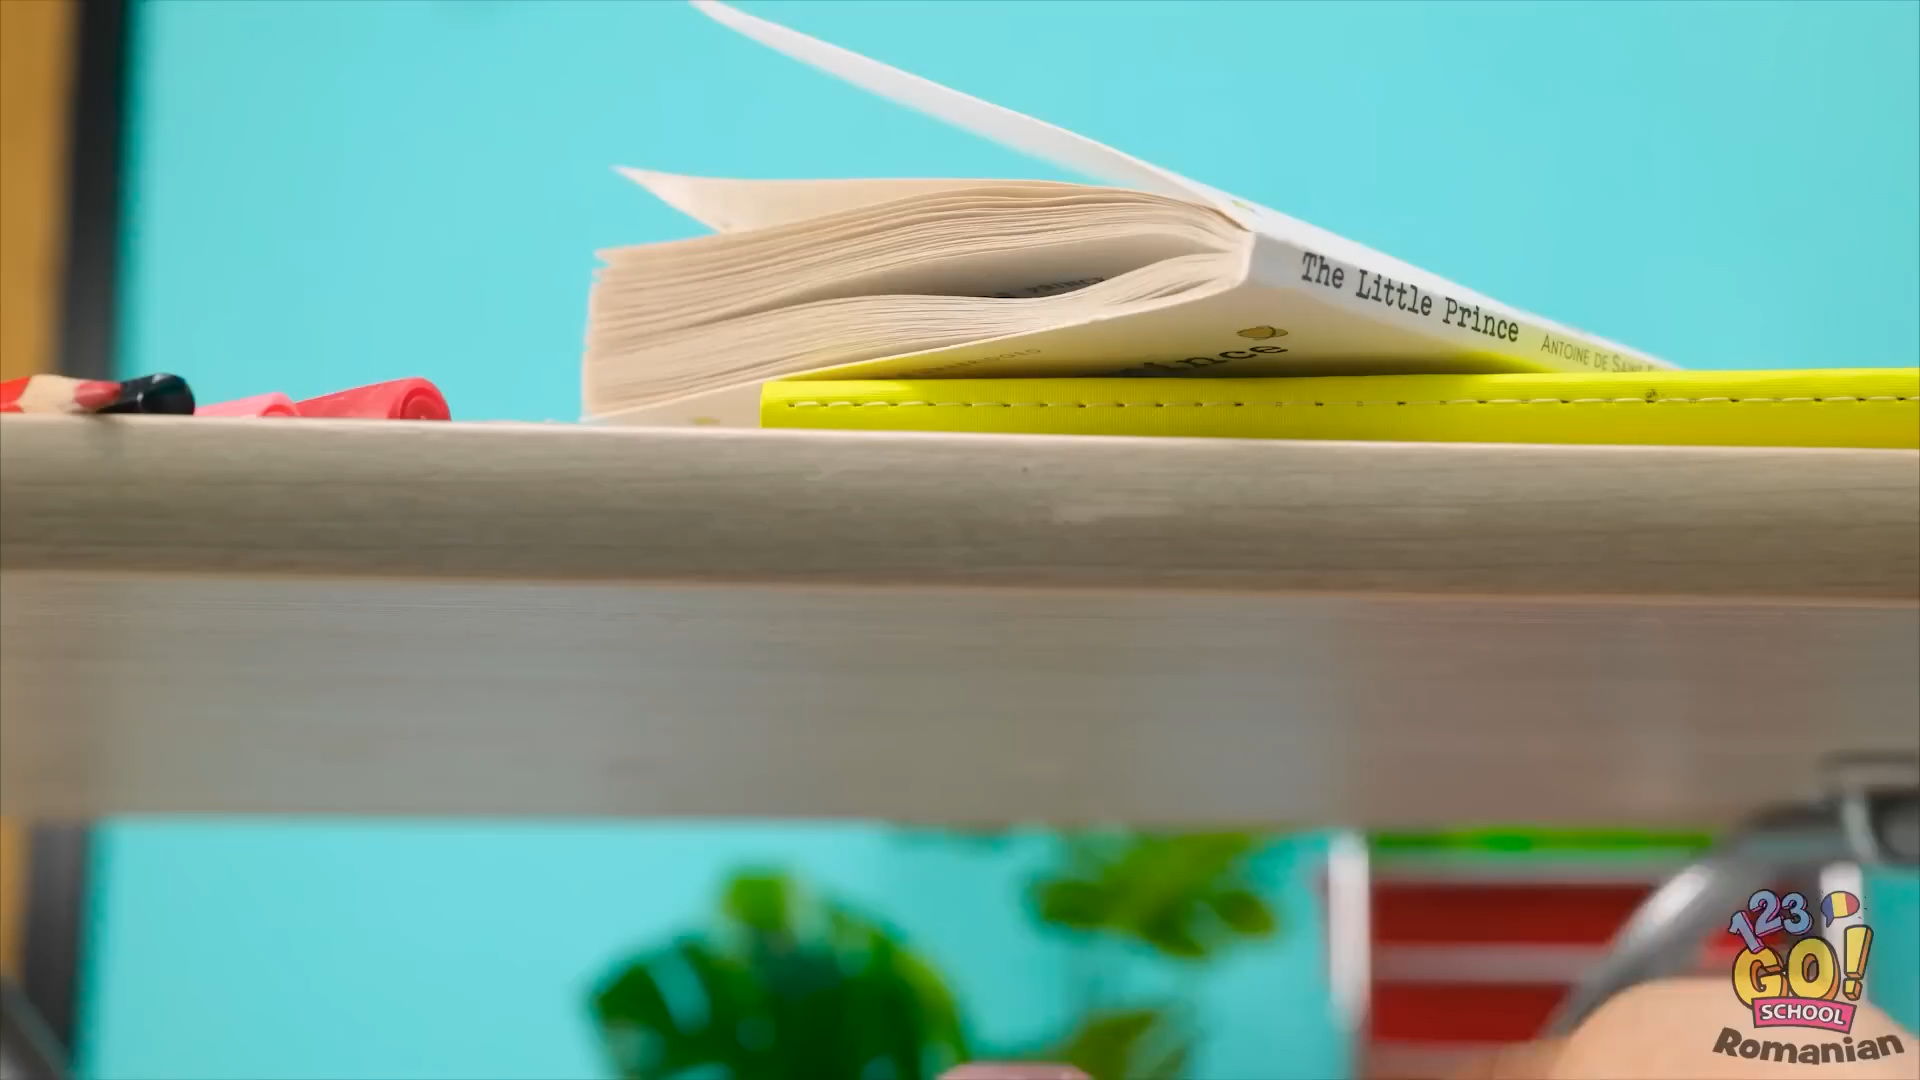 The Little Prince
ANTOINE DE SAINT
123
GO!
SCHOOL
Romanian